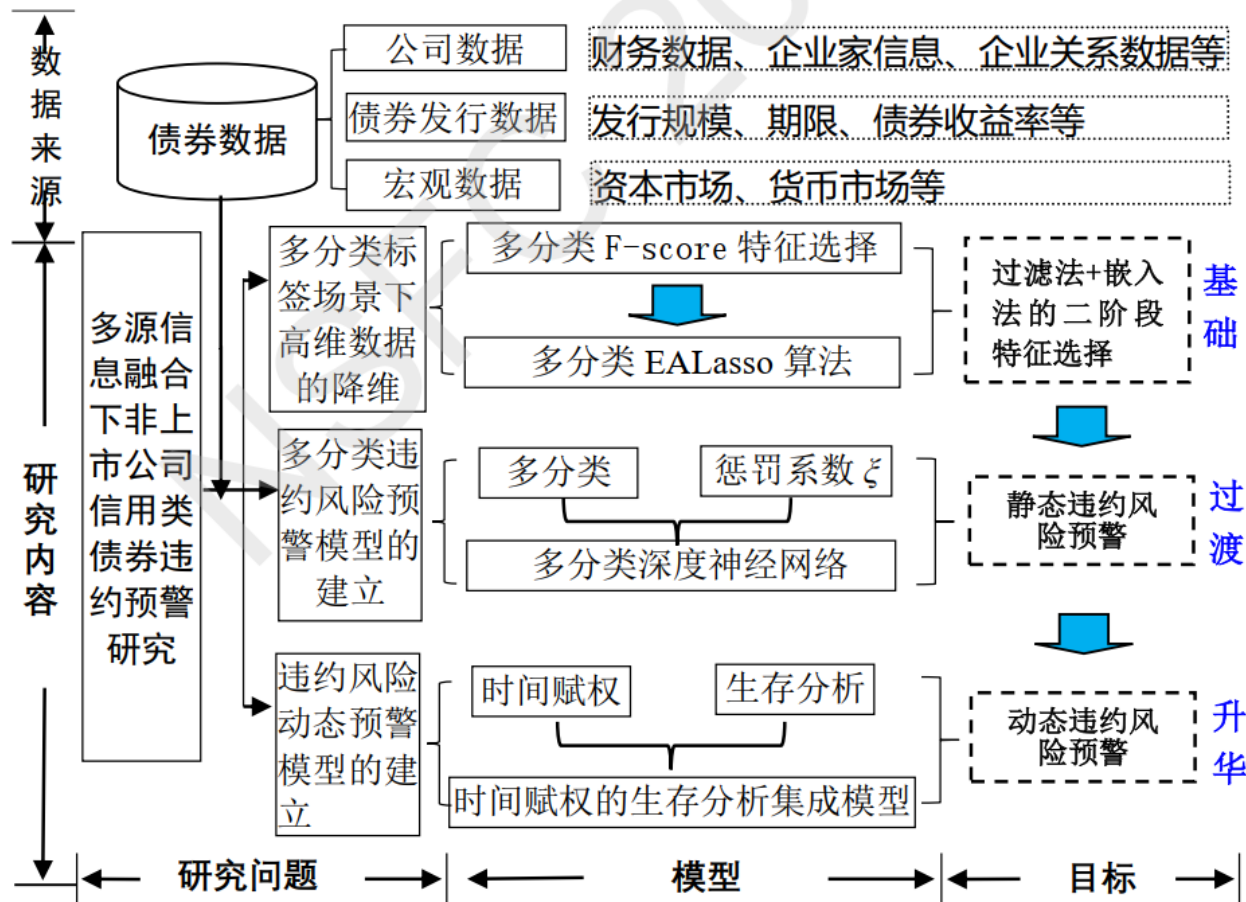 数
据
来
源
债券数据
公司数据
财务数据、企业家信息、企业关系数据等
债券发行数据
发行规模、期限、债券收益率等
宏观数据
资本市场、货币市场等
研
究
内
容
多源信
息融合
下非上
市公司
信用类
债券违
约预警
研究
多分类标
签场景下
高维数据
的降维
多分类 F-score 特征选择
多分类 EALasso 算法
过滤法+嵌入
法的二阶段
特征选择
基
础
多分类违
约风险预
警模型的
建立
多分类
惩罚系数 ξ
多分类深度神经网络
静态违约风
险预警
过
渡
违约风险
动态预警
模型的建
立
时间赋权
生存分析
时间赋权的生存分析集成模型
动态违约风
险预警
升
华
研究问题
模型
目标
NSFC 20